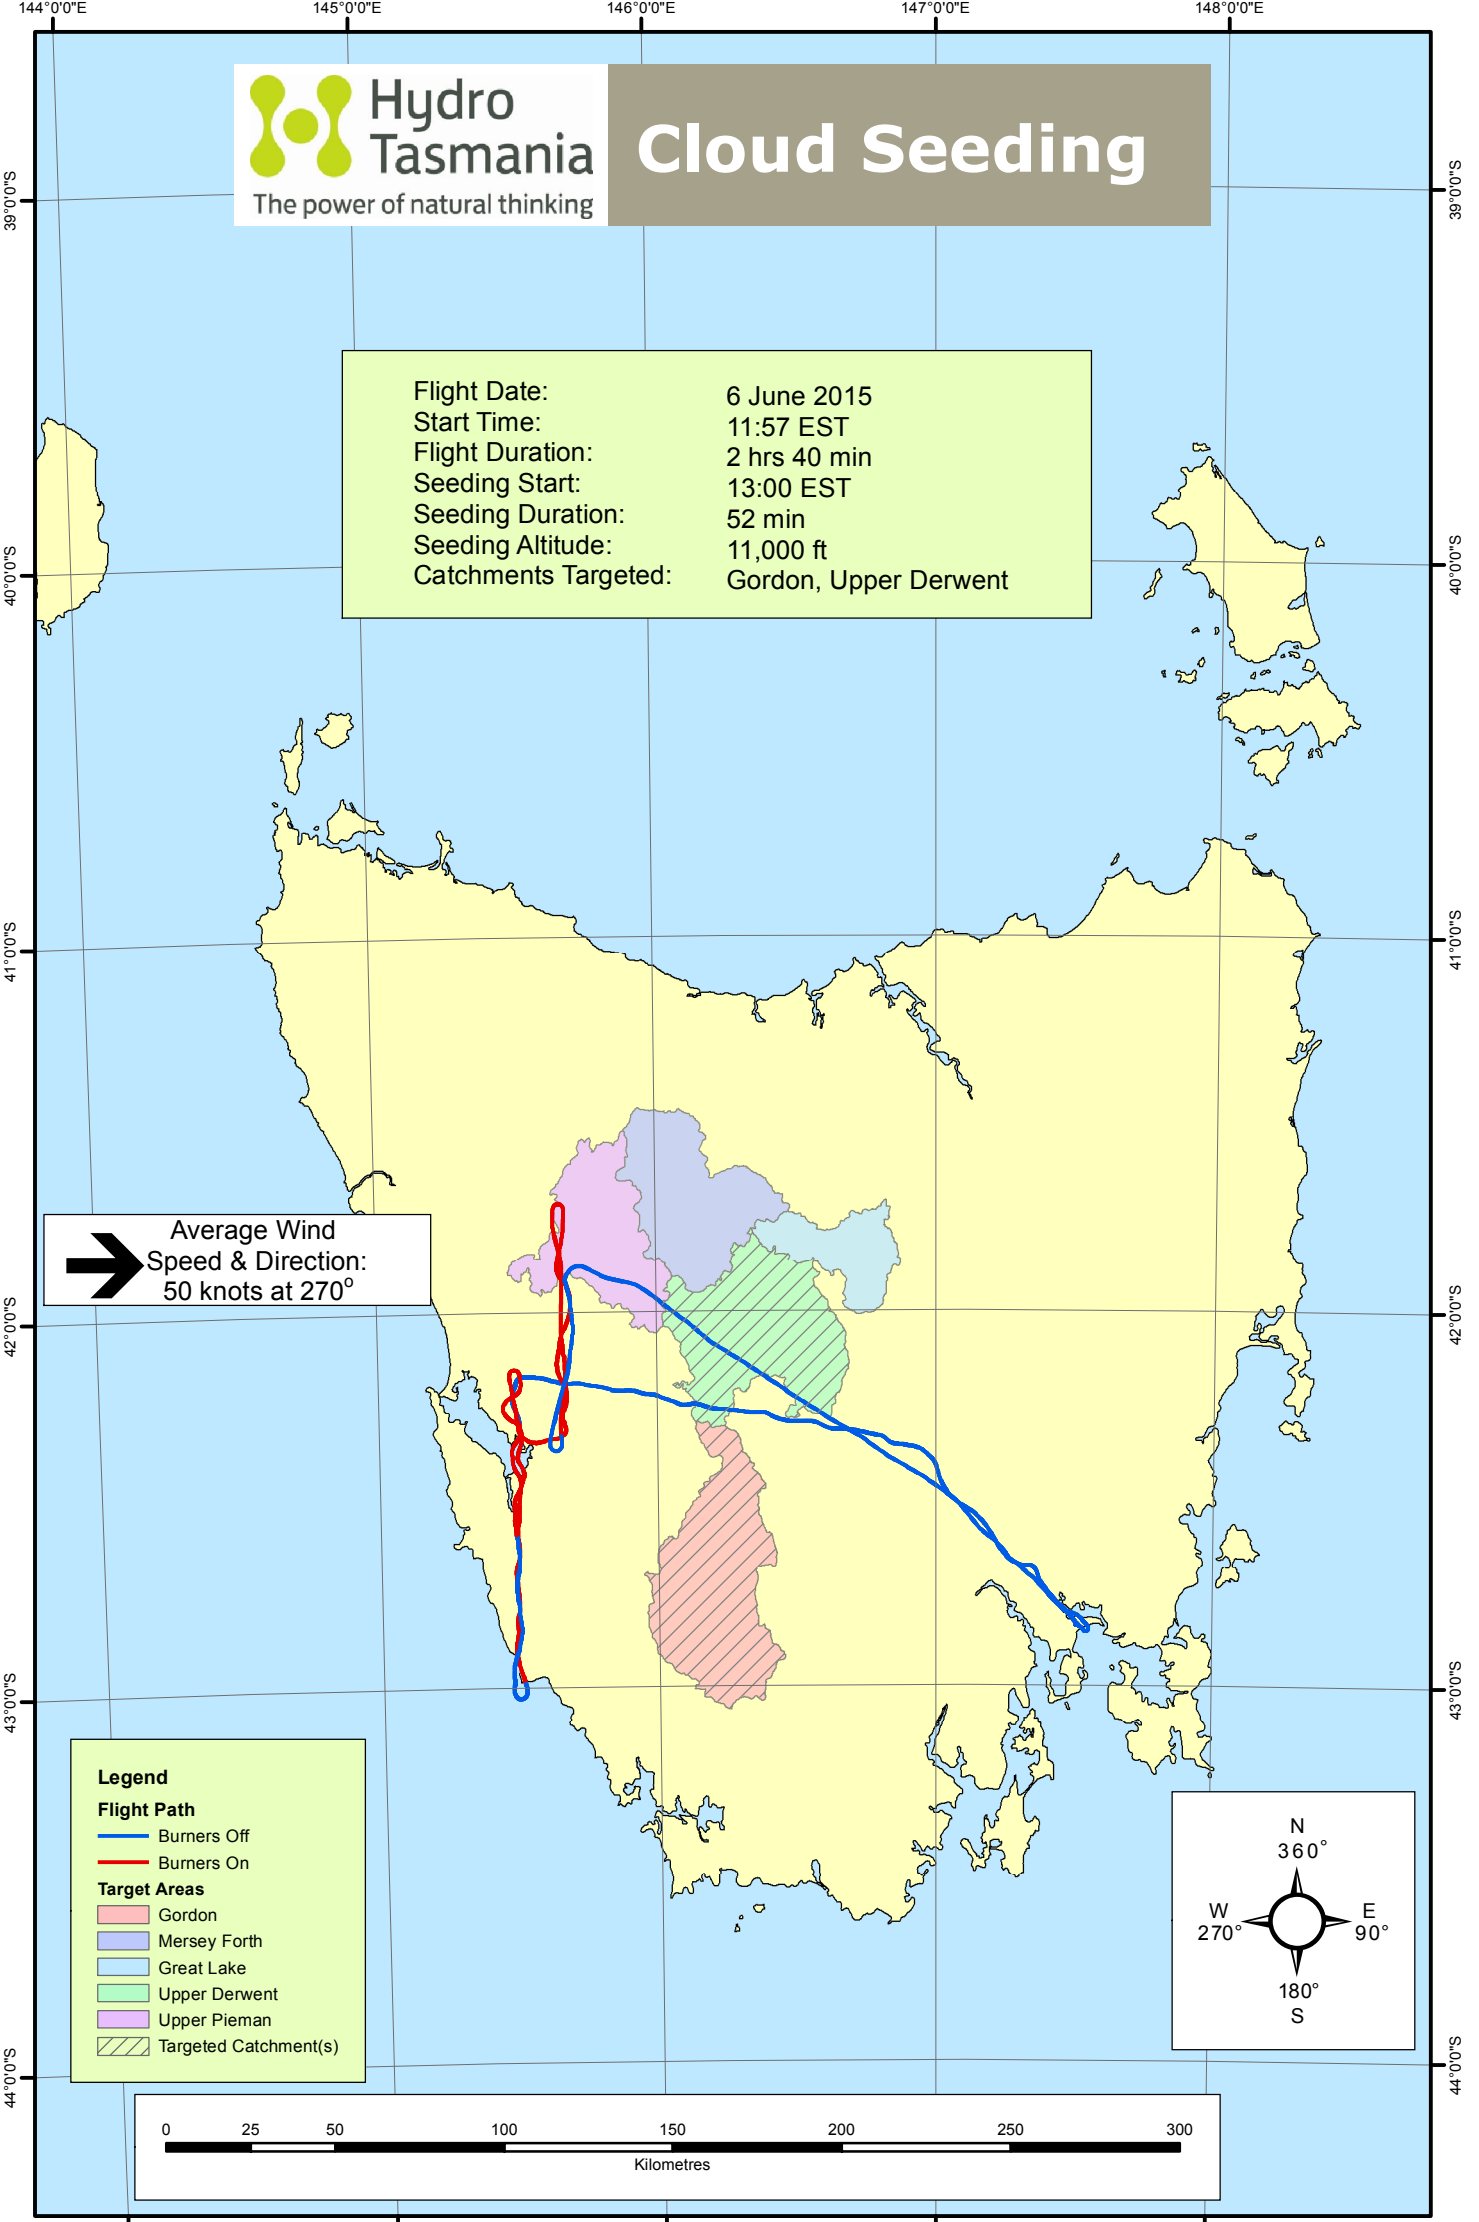 144°0'0"E 145°0'0"E 146°0'0"E 147°0'0"E 148°0'0"E
Hydro
Tasmania
The power of natural thinking
Cloud Seeding
39°0'0"S 39°0'0"S
Flight Date: 6 June 2015
Start Time: 11:57 EST
Flight Duration: 2 hrs 40 min
Seeding Start: 13:00 EST
Seeding Duration: 52 min
Seeding Altitude: 11,000 ft
Catchments Targeted: Gordon, Upper Derwent
40°0'0"S 40°0'0"S
41°0'0"S 41°0'0"S
Average Wind
Speed & Direction:
50 knots at 270°
42°0'0"S 42°0'0"S
43°0'0"S 43°0'0"S
Legend
Flight Path
Burners Off
Burners On
Target Areas
Gordon
Mersey Forth
Great Lake
Upper Derwent
Upper Pieman
Targeted Catchment(s)
N
360°
W E
270° 90°
180°
S
44°0'0"S 44°0'0"S
0 25 50 100 150 200 250 300
Kilometres